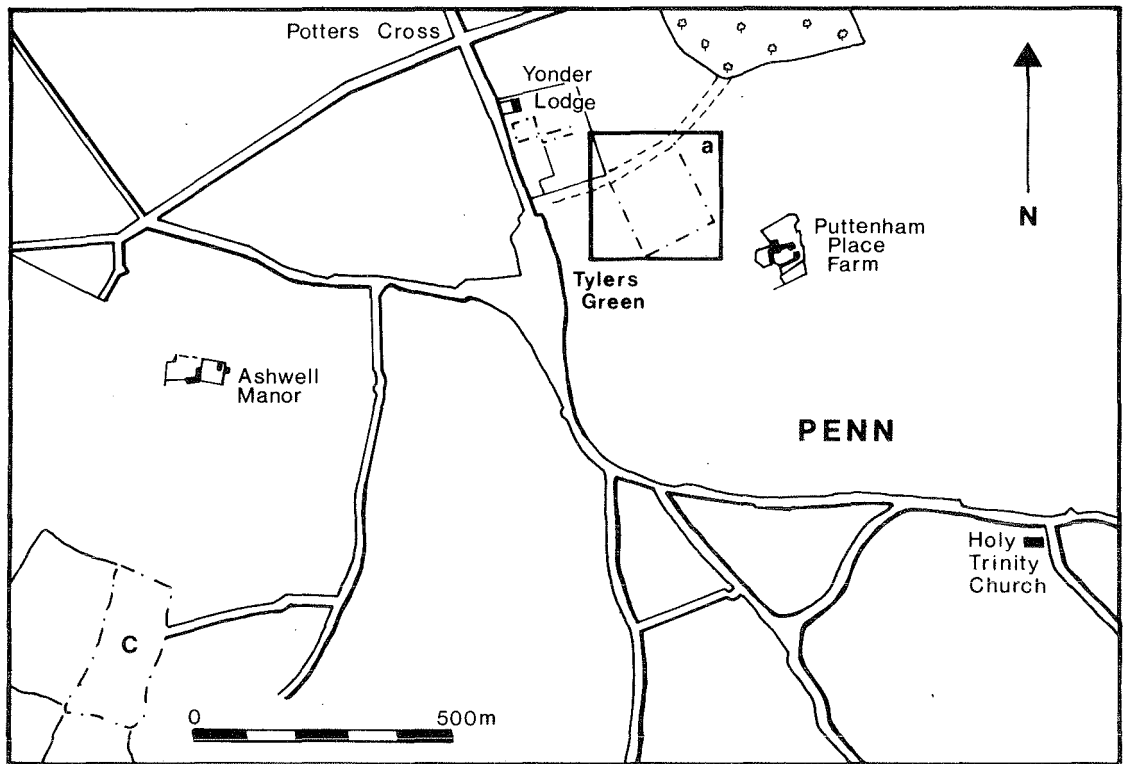 Potters Cross
Yonder
Lodge
a
N
Puttenham
Place
Farm
Tylers
Green
Ashwell
Manor
PENN
Holy
Trinity
Church
C
0
500m